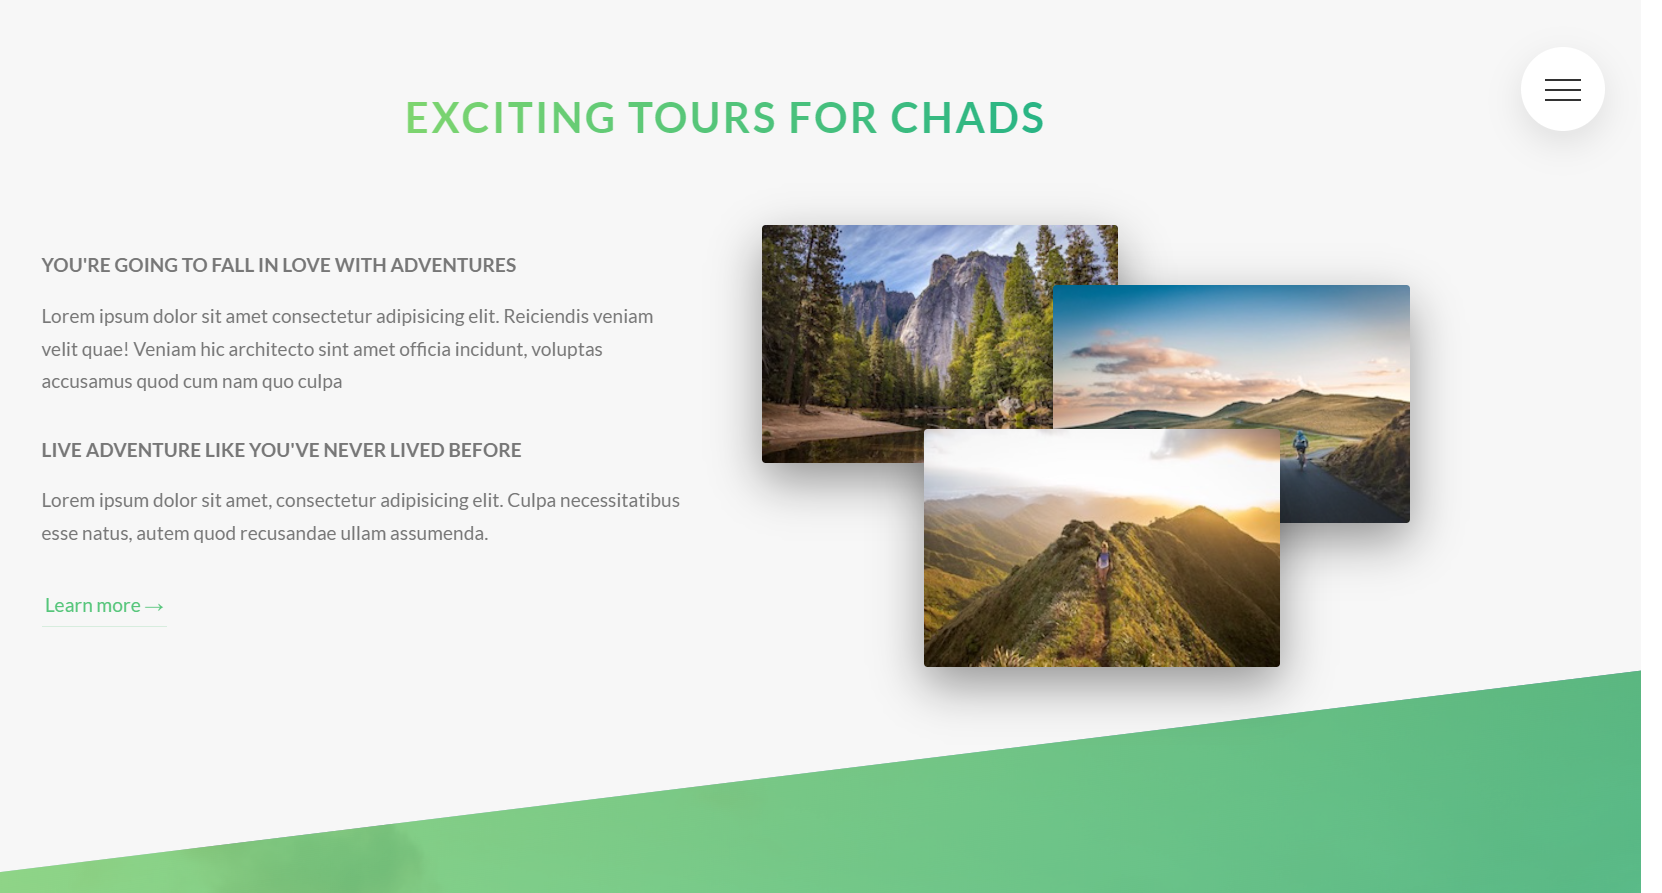 EXCITING TOURS FOR CHADS
YOU'RE GOING TO FALL IN LOVE WITH ADVENTURES
Lorem ipsum dolor sit amet consectetur adipisicing elit. Reiciendis veniam
velit quae! Veniam hic architecto sint amet officia incidunt, voluptas
accusamus quod cum nam quo culpa
LIVE ADVENTURE LIKE YOU'VE NEVER LIVED BEFORE
Lorem ipsum dolor sit amet, consectetur adipisicing elit. Culpa necessitatibus
esse natus, autem quod recusandae ullam assumenda.
Learn more →